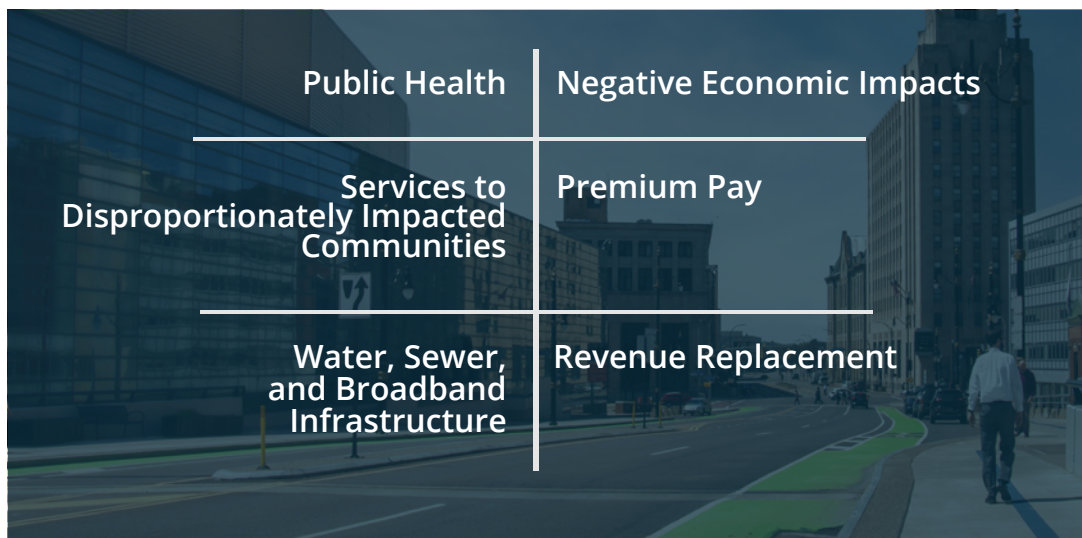 Public Health
Negative Economic Impacts
Services to
Disproportionately Impacted
Communities
Premium Pay
Water, Sewer,
and Broadband
Infrastructure
Revenue Replacement